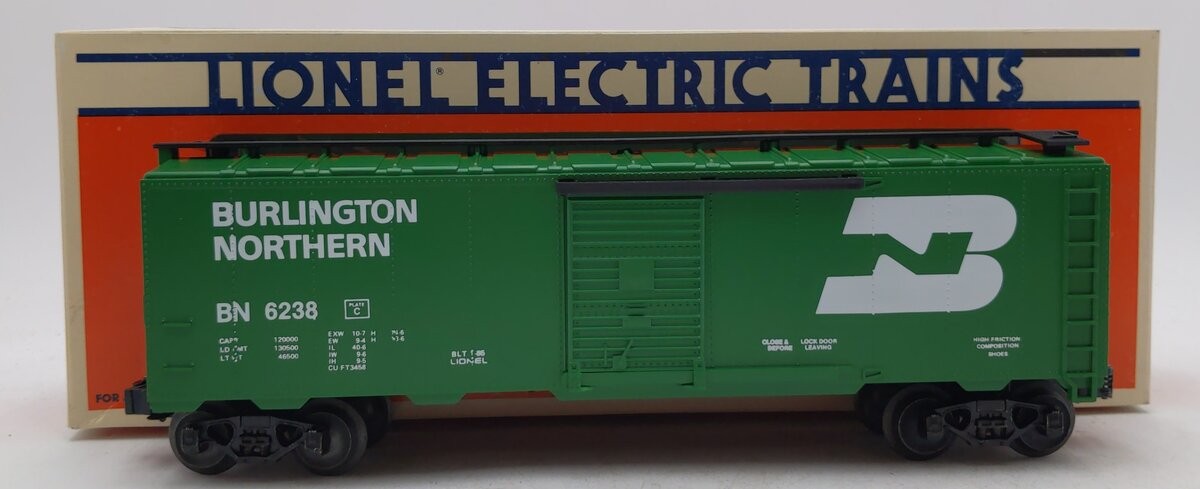 LIONEL® ELECTRIC TRAINS
BURLINGTON
NORTHERN
BN 6238
PLATE
C
CAPY 129000
LD LMT 130500
LT WT 46500
EXW 10-7 H
EW 9-4 H
IL 40-6
IW 9-6
IH 9-5
CU FT 3458
BLT 1-86
LIONEL
CLOSE & LOCK DOOR
BEFORE LEAVING
HIGH FRICTION
COMPOSITION
SHOES
FOR